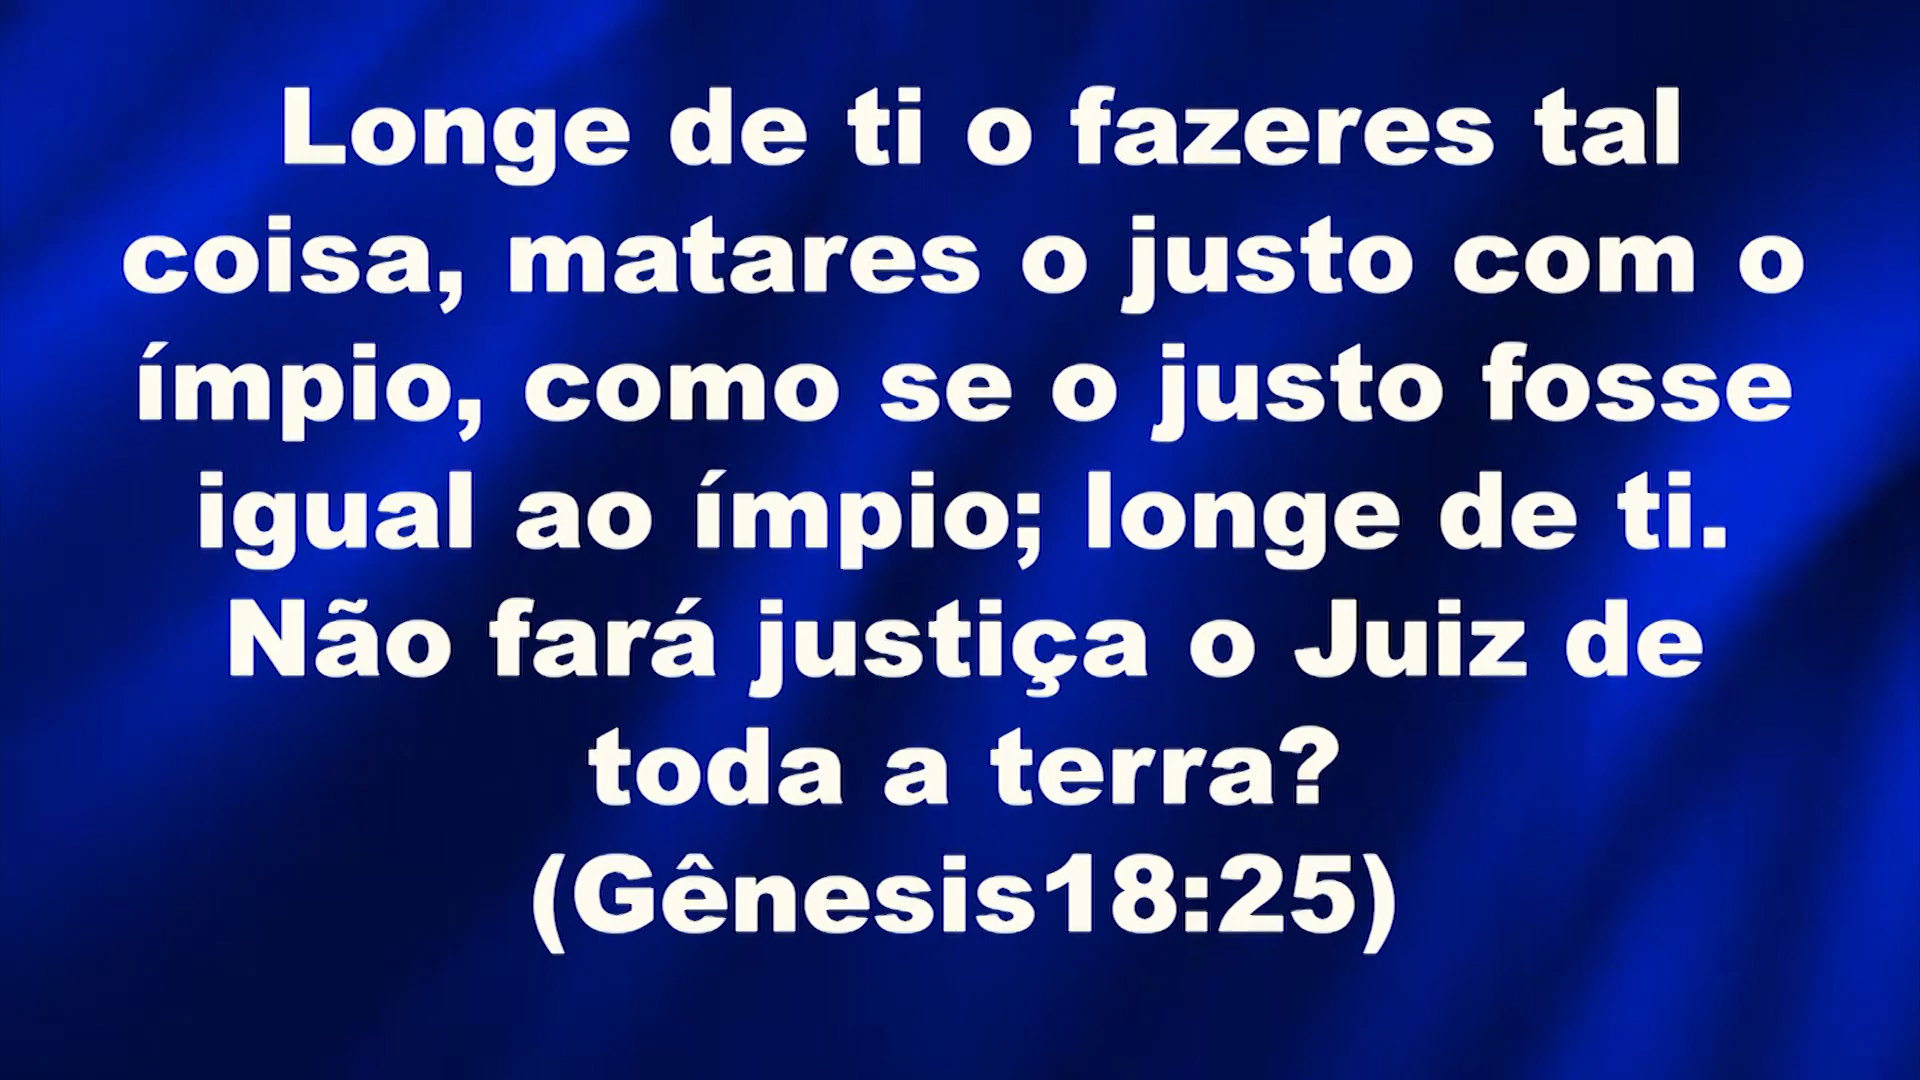 Longe de ti o fazeres tal
coisa, matares o justo com o
ímpio, como se o justo fosse
igual ao ímpio; longe de ti.
Não fará justiça o Juiz de
toda a terra?
(Gênesis18:25)